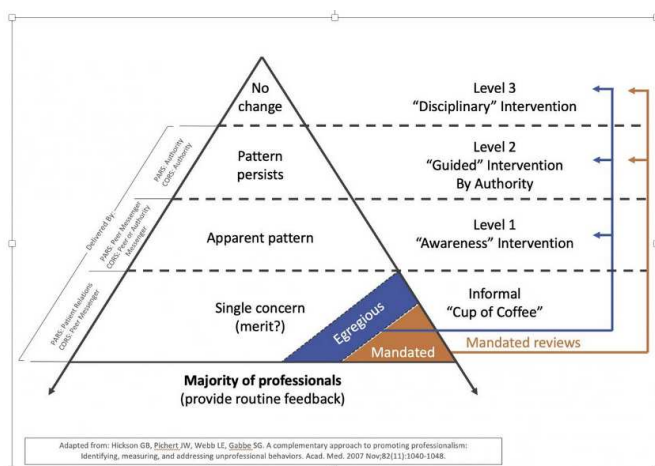 No
change
Level 3
“Disciplinary” Intervention
Pattern
persists
Level 2
“Guided” Intervention
By Authority
Apparent pattern
Level 1
“Awareness” Intervention
Single concern
(merit?)
Egregious
Mandated
Informal
“Cup of Coffee”
Mandated reviews
Delivered By:
PARS: Authority
CORS: Authority
PARS: Peer Messenger
CORS: Peer or Authority
Messenger
PARS: Patient Relations
CORS: Peer Messenger
Majority of professionals
(provide routine feedback)
Adapted from: Hickson GB, Pichert JW, Webb LE, Gabbe SG. A complementary approach to promoting professionalism:
Identifying, measuring, and addressing unprofessional behaviors. Acad. Med. 2007 Nov;82(11):1040-1048.